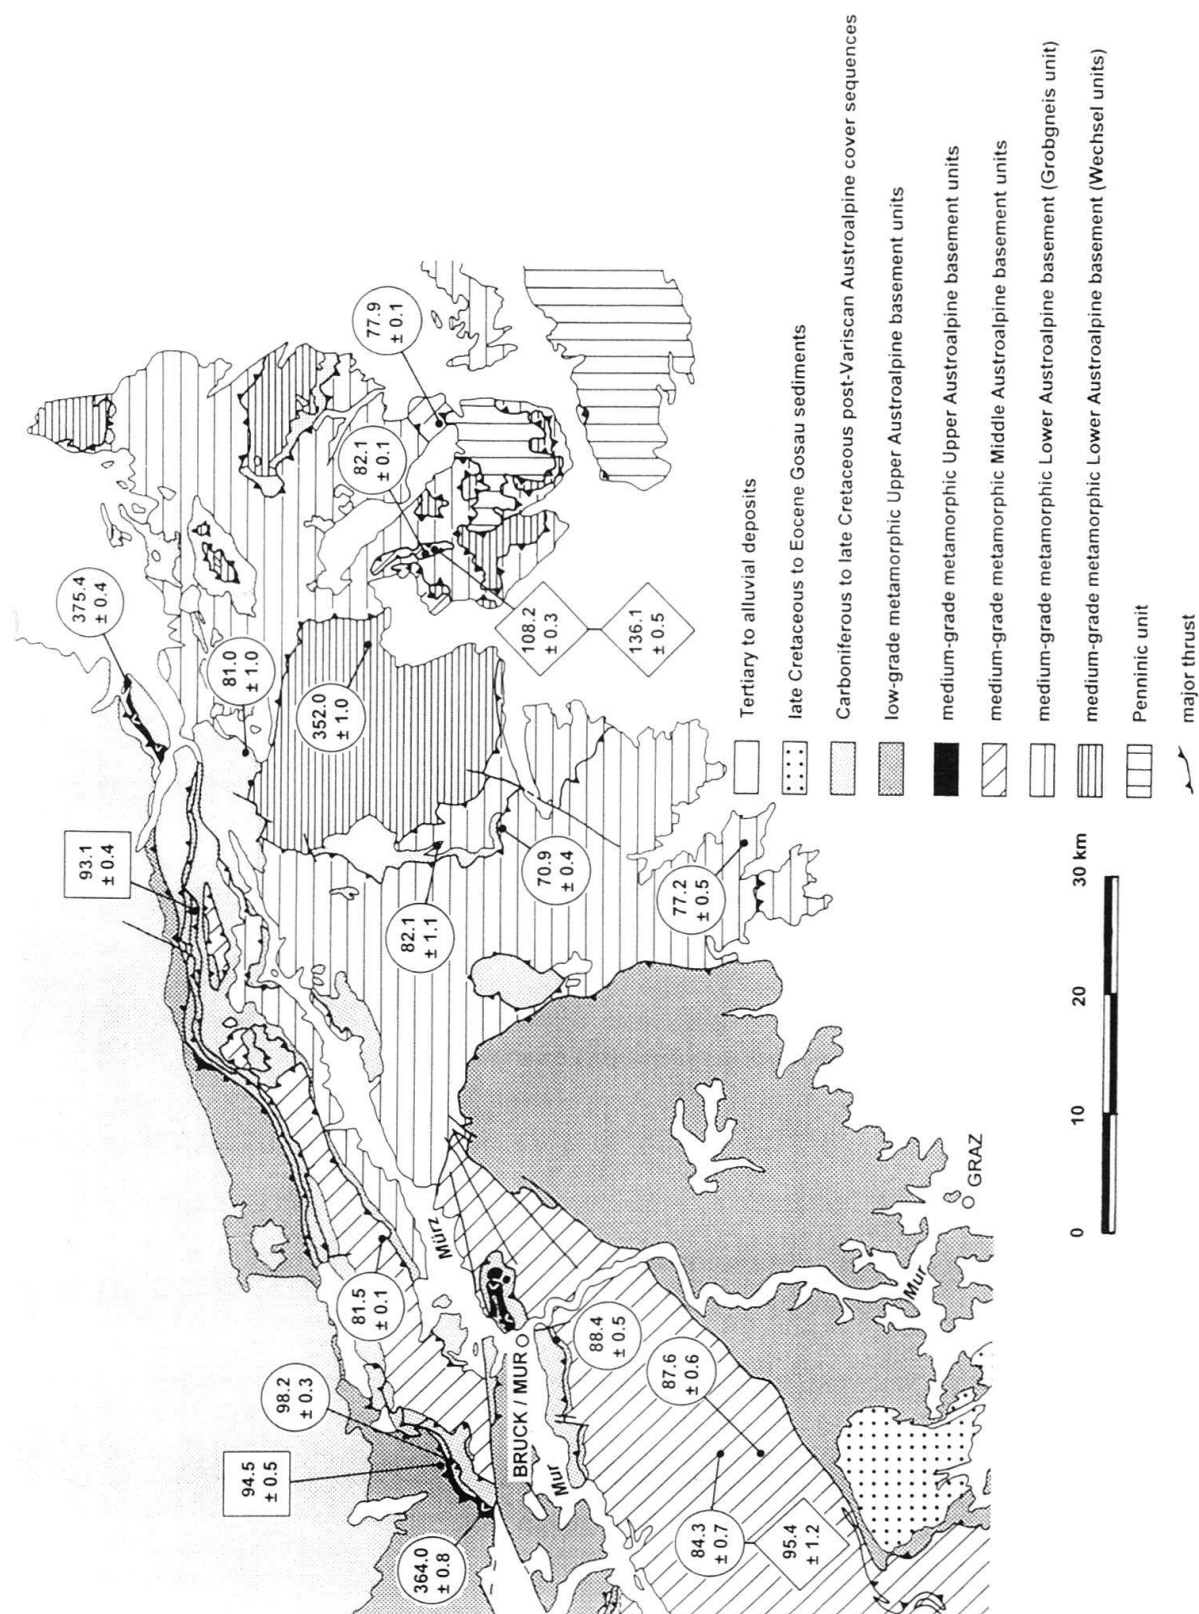 375.4
± 0.4
93.1
± 0.4
81.0
± 1.0
352.0
± 1.0
82.1
± 0.1
77.9
± 0.1
108.2
± 0.3
136.1
± 0.5
82.1
± 1.1
70.9
± 0.4
77.2
± 0.5
94.5
± 0.5
98.2
± 0.3
364.0
± 0.8
81.5
± 0.1
Mürz
BRUCK / MUR
Mur
88.4
± 0.5
87.6
± 0.6
84.3
± 0.7
95.4
± 1.2
Mur
GRAZ
0
10
20
30 km
Tertiary to alluvial deposits
late Cretaceous to Eocene Gosau sediments
Carboniferous to late Cretaceous post-Variscan Austroalpine cover sequences
low-grade metamorphic Upper Austroalpine basement units
medium-grade metamorphic Upper Austroalpine basement units
medium-grade metamorphic Middle Austroalpine basement units
medium-grade metamorphic Lower Austroalpine basement (Grobgneis unit)
medium-grade metamorphic Lower Austroalpine basement (Wechsel units)
Penninic unit
major thrust